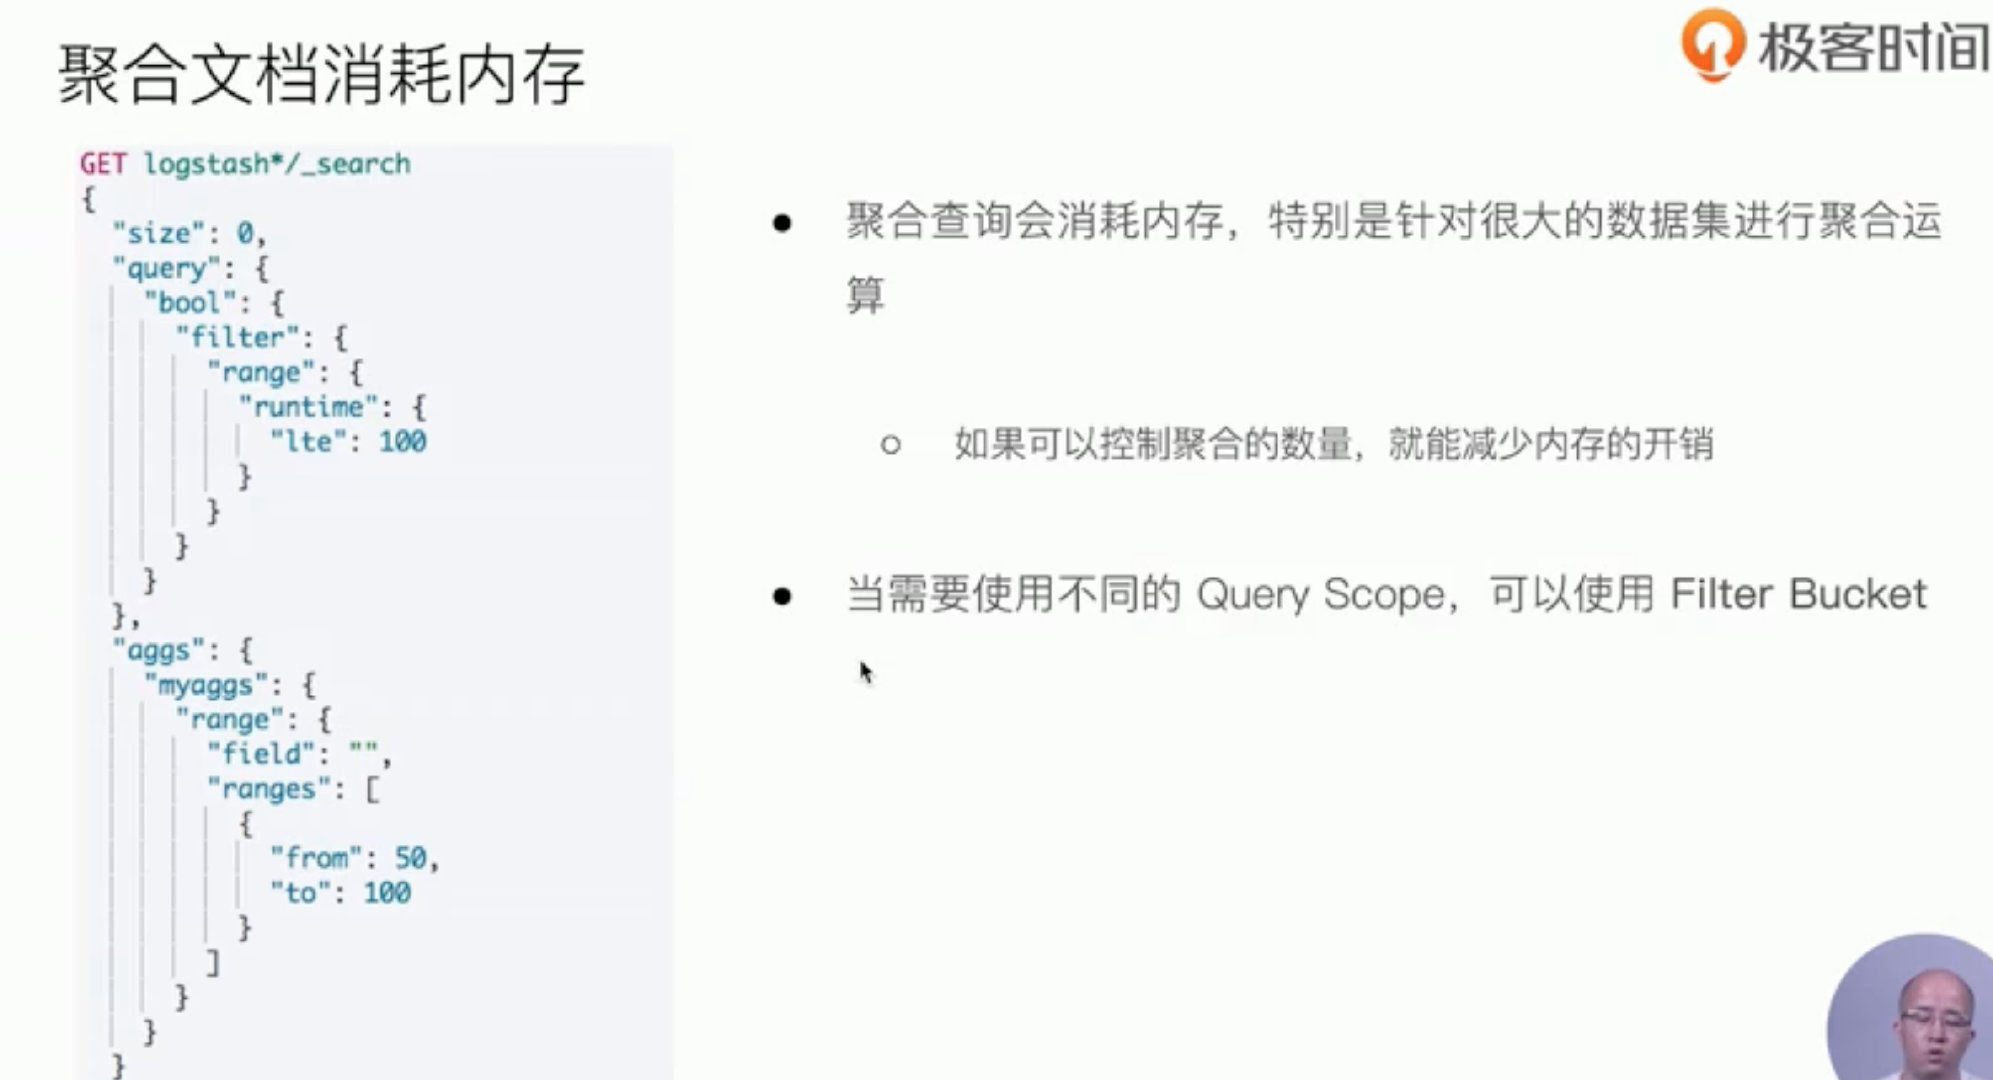 聚合文档消耗内存
极客时间
GET logstash*/_search
{
  "size": 0,
  "query": {
    "bool": {
      "filter": {
        "range": {
          "runtime": {
            "lte": 100
          }
        }
      }
    }
  },
  "aggs": {
    "myaggs": {
      "range": {
        "field": "",
        "ranges": [
          {
            "from": 50,
            "to": 100
          }
        ]
      }
    }
  }
● 聚合查询会消耗内存，特别是针对很大的数据集进行聚合运
算
○ 如果可以控制聚合的数量，就能减少内存的开销
● 当需要使用不同的 Query Scope，可以使用 Filter Bucket